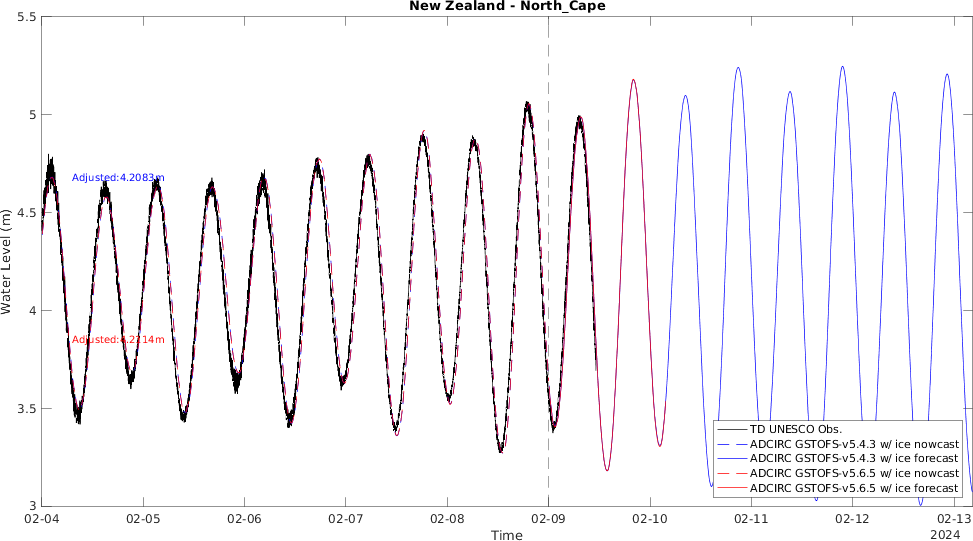 New Zealand - North_Cape
Water Level (m)
5.5
5
4.5
4
3.5
3
Adjusted:4.2083m
Adjusted:4.2114m
TD UNESCO Obs.
ADCIRC GSTOFS-v5.4.3 w/ ice nowcast
ADCIRC GSTOFS-v5.4.3 w/ ice forecast
ADCIRC GSTOFS-v5.6.5 w/ ice nowcast
ADCIRC GSTOFS-v5.6.5 w/ ice forecast
02-04 02-05 02-06 02-07 02-08 02-09 02-10 02-11 02-12 02-13
2024
Time